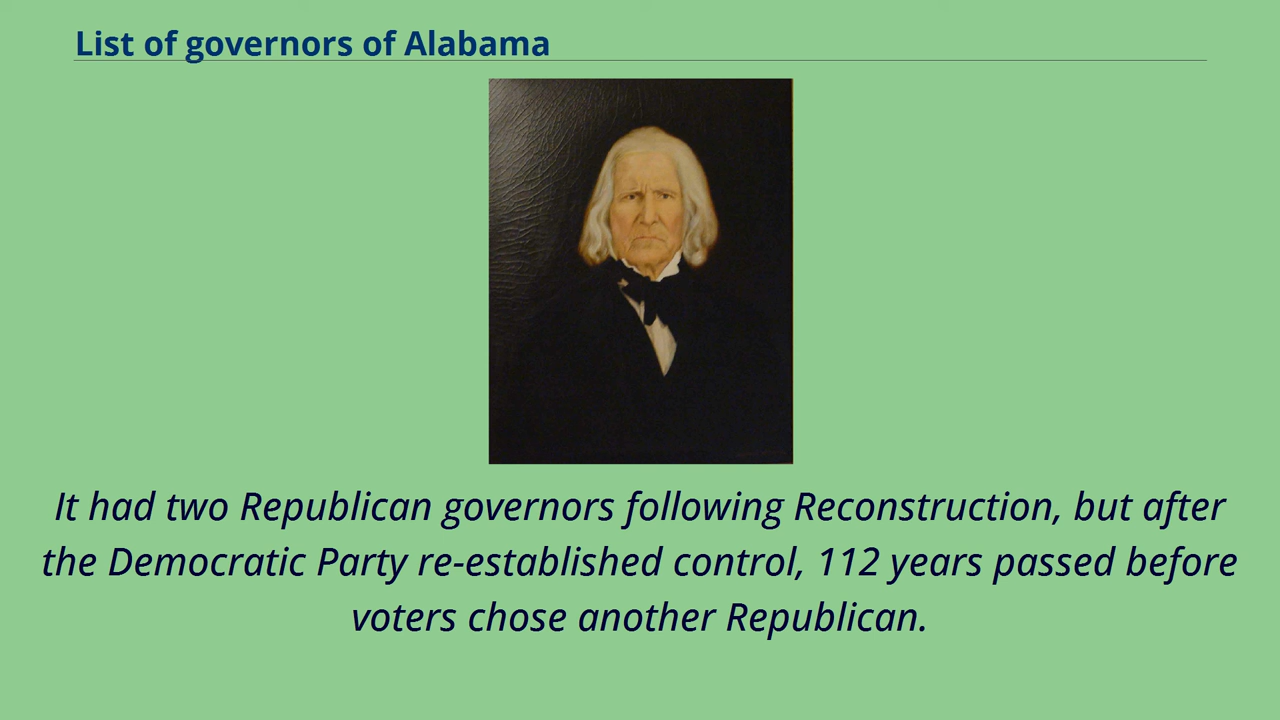 List of governors of Alabama
It had two Republican governors following Reconstruction, but after
the Democratic Party re-established control, 112 years passed before
voters chose another Republican.